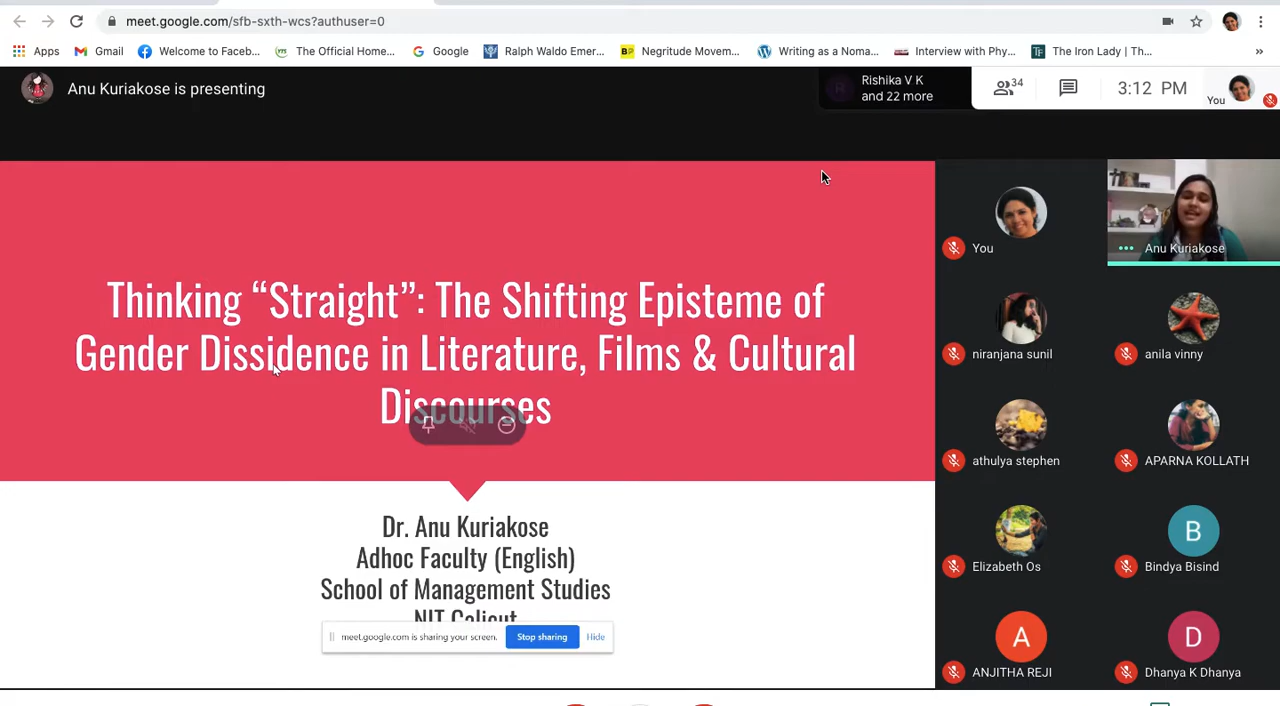 meet.google.com/sfb-sxth-wcs?authuser=0
Apps Gmail Welcome to Faceb... The Official Home... Google Ralph Waldo Emer... Negritude Movem... Writing as a Noma... Interview with Phy... The Iron Lady | Th... »
Anu Kuriakose is presenting
R
Rishika V K
and 22 more
34
3:12 PM
You
Thinking “Straight”: The Shifting Episteme of
Gender Dissidence in Literature, Films & Cultural
Discourses
Dr. Anu Kuriakose
Adhoc Faculty (English)
School of Management Studies
NIT Calicut
meet.google.com is sharing your screen. Stop sharing Hide
You
Anu Kuriakose
niranjana sunil
anila vinny
athulya stephen
APARNA KOLLATH
Elizabeth Os
B
Bindya Bisind
A
ANJITHA REJI
D
Dhanya K Dhanya